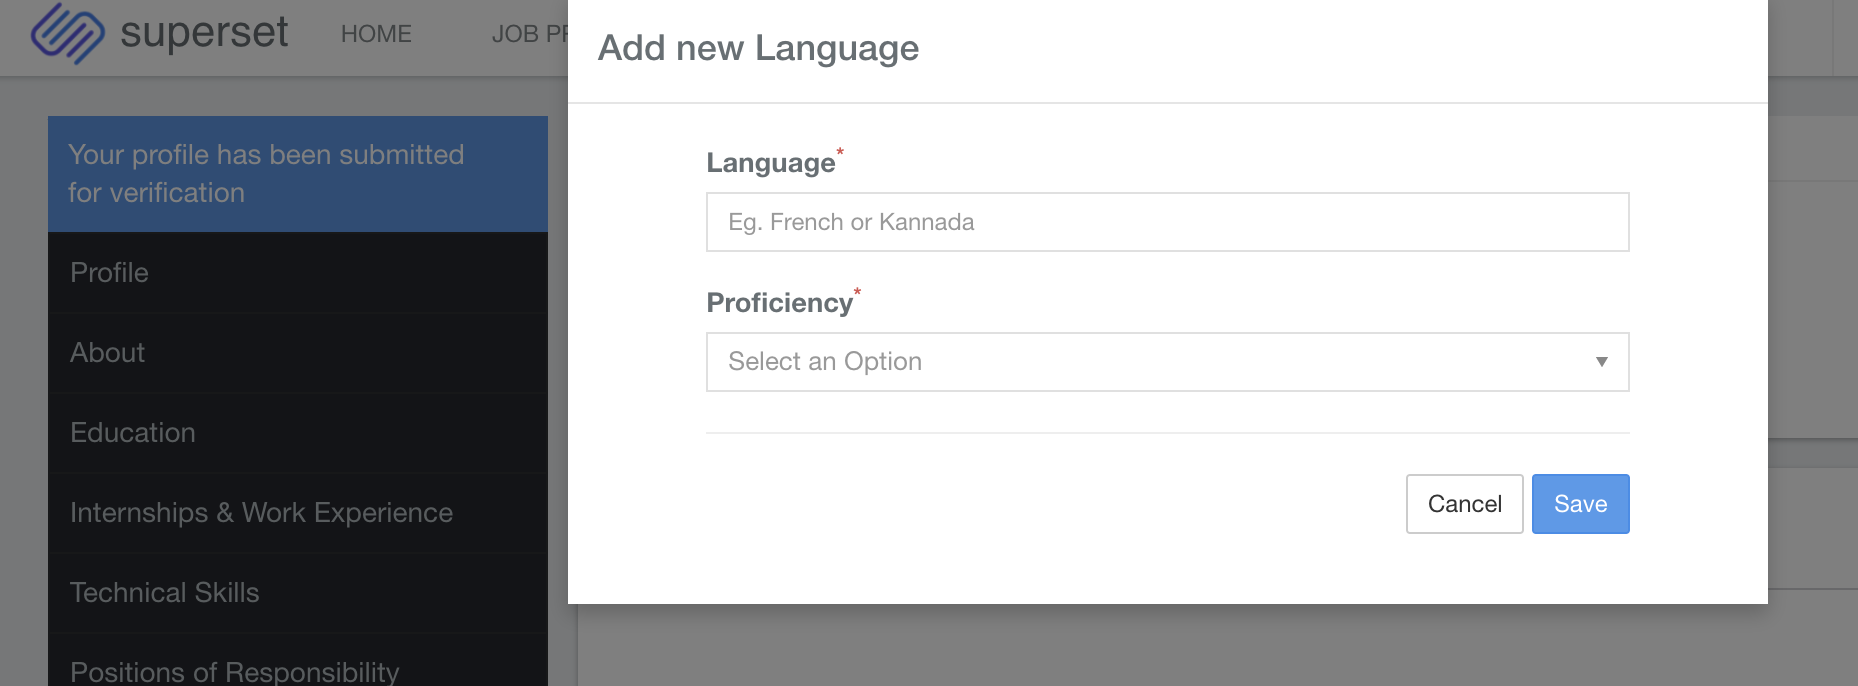 superset
HOME
JOB
Your profile has been submitted
for verification
Profile
About
Education
Internships & Work Experience
Technical Skills
Positions of Responsibility
Add new Language
Language*
Eg. French or Kannada
Proficiency*
Select an Option
Cancel
Save